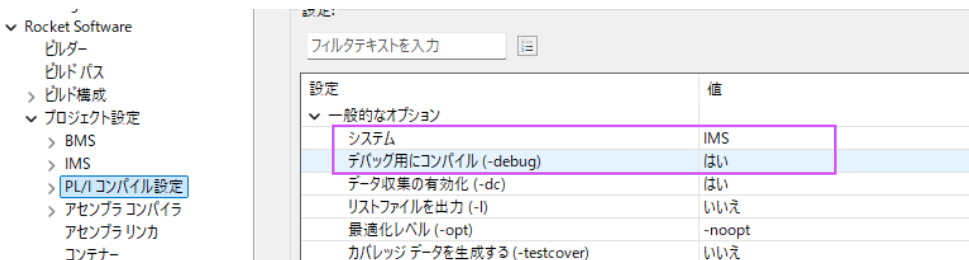 Rocket Software
ビルダー
ビルド パス
ビルド構成
プロジェクト設定
BMS
IMS
PL/I コンパイル設定
アセンブラ コンパイラ
アセンブラ リンカ
コンテナー
設定:
フィルタテキストを入力
設定 値
一般的なオプション
システム IMS
デバッグ用にコンパイル (-debug) はい
データ収集の有効化 (-dc) はい
リストファイルを出力 (-l) いいえ
最適化レベル (-opt) -noopt
カバレッジ データを生成する (-testcover) いいえ